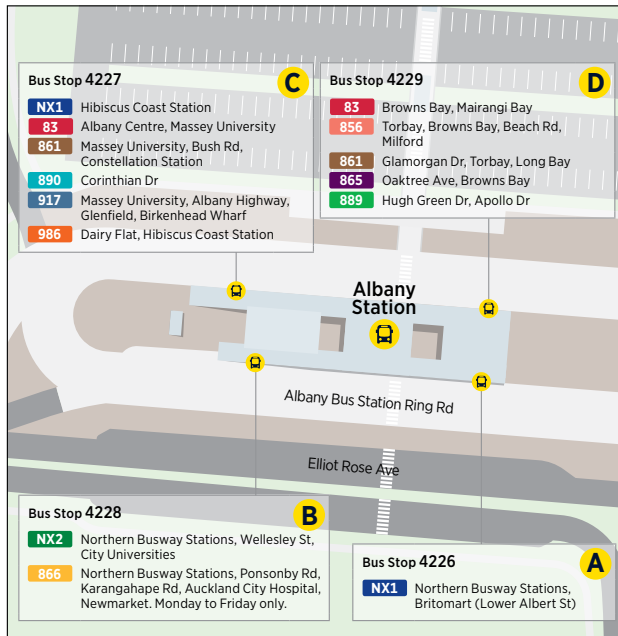 Bus Stop 4227
C
NX1 Hibiscus Coast Station
83 Albany Centre, Massey University
861 Massey University, Bush Rd,
Constellation Station
890 Corinthian Dr
917 Massey University, Albany Highway,
Glenfield, Birkenhead Wharf
986 Dairy Flat, Hibiscus Coast Station
Bus Stop 4229
D
83 Browns Bay, Mairangi Bay
856 Torbay, Browns Bay, Beach Rd,
Milford
861 Glamorgan Dr, Torbay, Long Bay
865 Oaktree Ave, Browns Bay
889 Hugh Green Dr, Apollo Dr
Albany
Station
Albany Bus Station Ring Rd
Elliot Rose Ave
Bus Stop 4228
B
NX2 Northern Busway Stations, Wellesley St,
City Universities
866 Northern Busway Stations, Ponsonby Rd,
Karangahape Rd, Auckland City Hospital,
Newmarket. Monday to Friday only.
Bus Stop 4226
A
NX1 Northern Busway Stations,
Britomart (Lower Albert St)